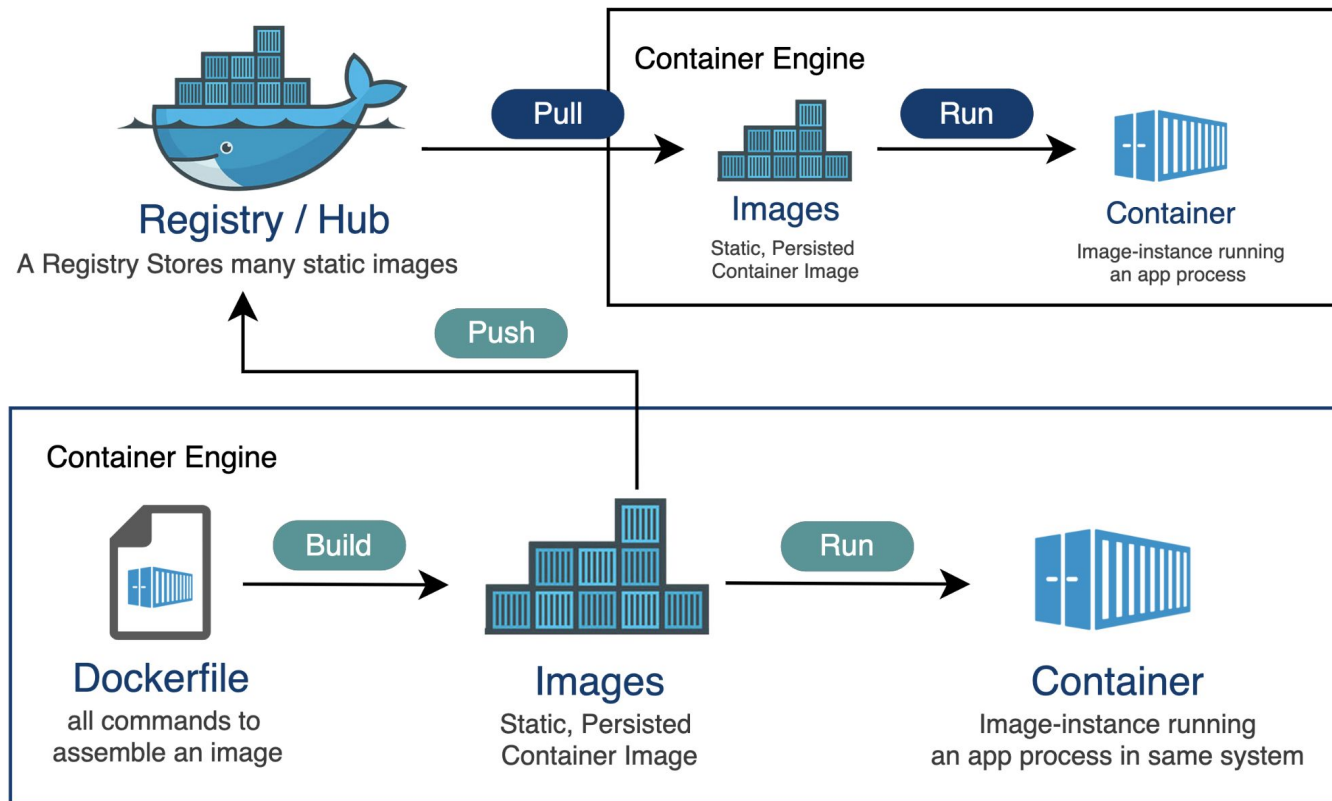 Container Engine
Pull
Run
Registry / Hub
A Registry Stores many static images
Images
Static, Persisted
Container Image
Container
Image-instance running
an app process
Push
Container Engine
Build
Run
Dockerfile
all commands to
assemble an image
Images
Static, Persisted
Container Image
Container
Image-instance running
an app process in same system